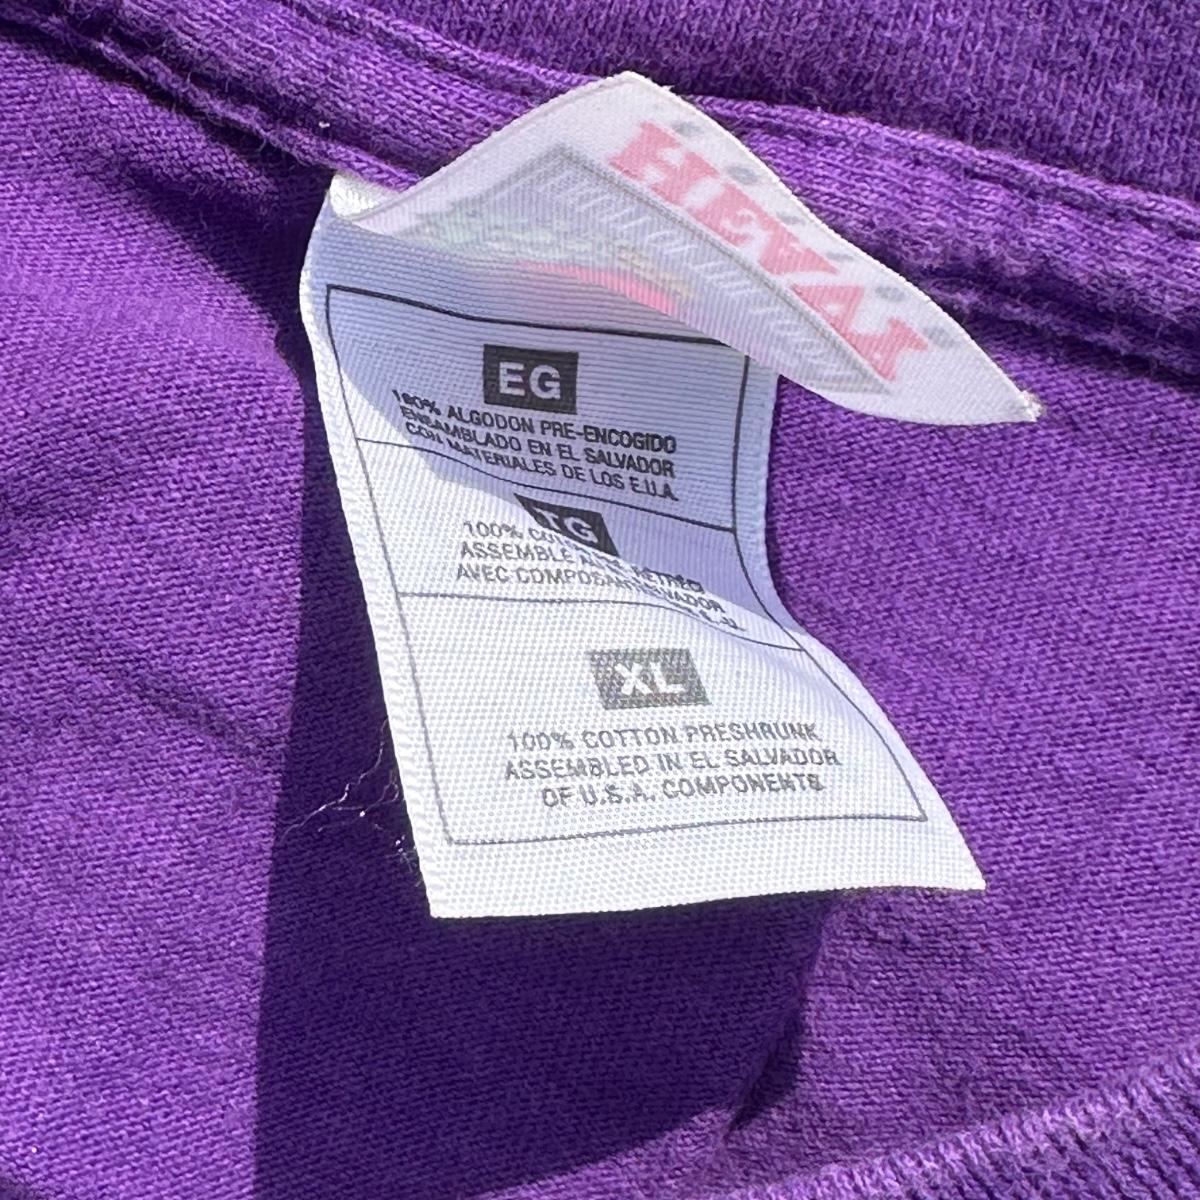 HEVA
EG
100% ALGODON PRE-ENCOGIDO
ENSAMBLADO EN EL SALVADOR
CON MATERIALES DE LOS E.U.A.
TG
100%
ASSEMBLE
AVEC
XL
100% COTTON PRESHRUNK
ASSEMBLED IN EL SALVADOR
OF U.S.A. COMPONENTS